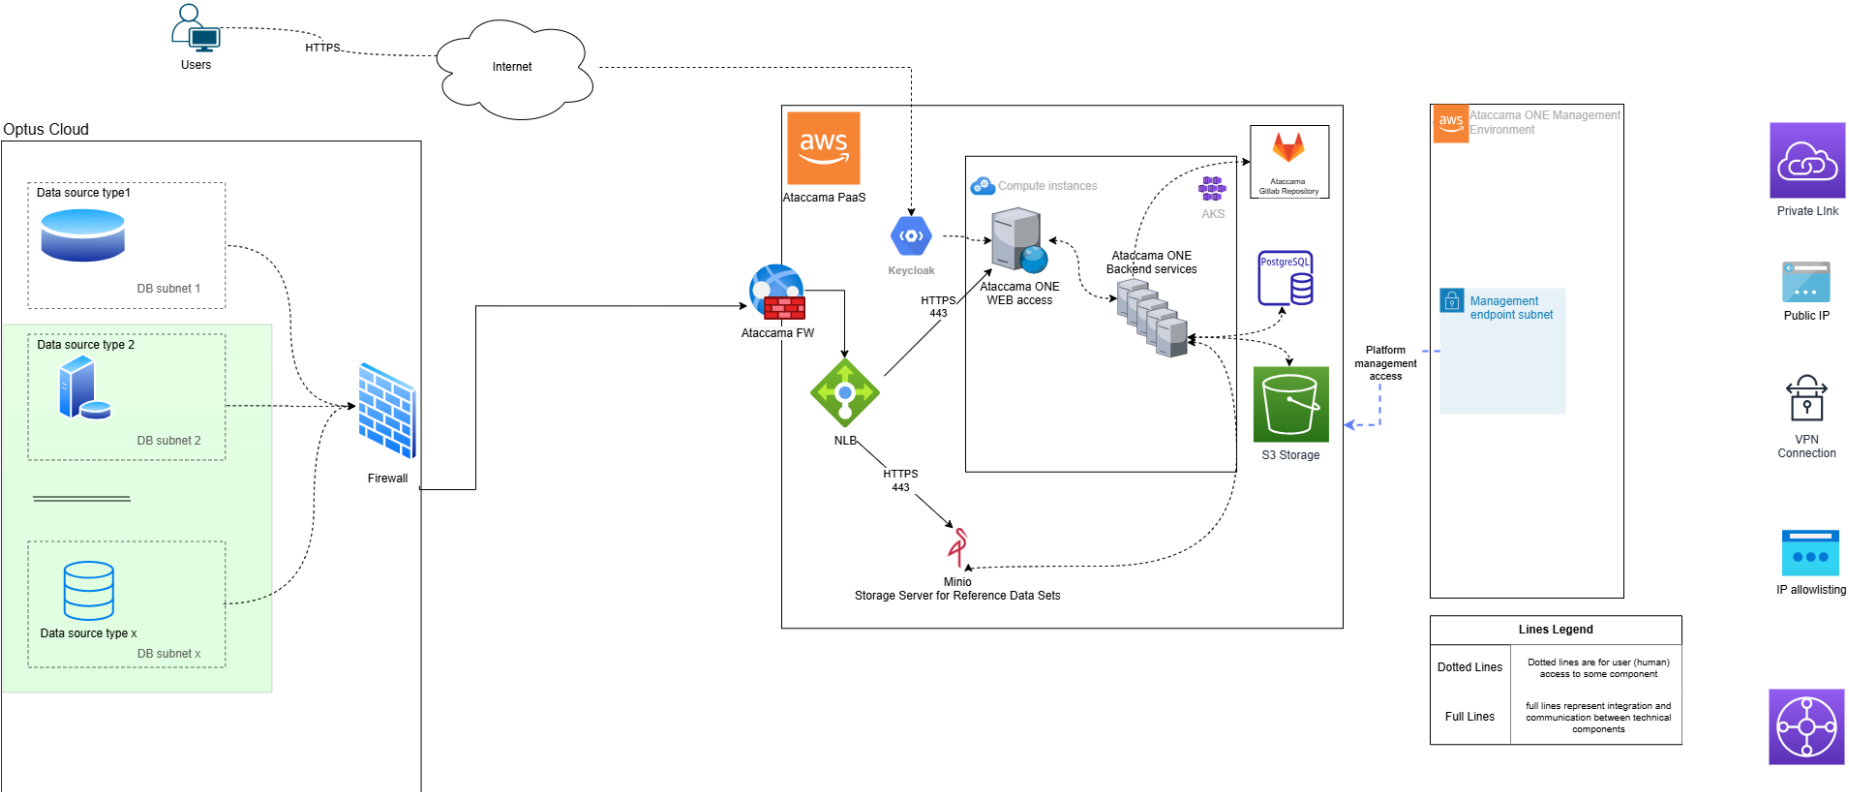 Users
HTTPS
Internet
Optus Cloud
Data source type1
DB subnet 1
Data source type 2
DB subnet 2
Data source type x
DB subnet x
Firewall
aws
Ataccama PaaS
Ataccama FW
Keycloak
NLB
HTTPS
443
HTTPS
443
Minio
Storage Server for Reference Data Sets
Compute instances
AKS
Ataccama ONE
WEB access
Ataccama ONE
Backend services
Ataccama
Gitlab Repository
PostgreSQL
S3 Storage
Platform
management
access
aws
Ataccama ONE Management
Environment
Management
endpoint subnet
Lines Legend
Dotted Lines
Dotted lines are for user (human)
access to some component
Full Lines
full lines represent integration and
communication between technical
components
Private LInk
Public IP
VPN
Connection
IP allowlisting